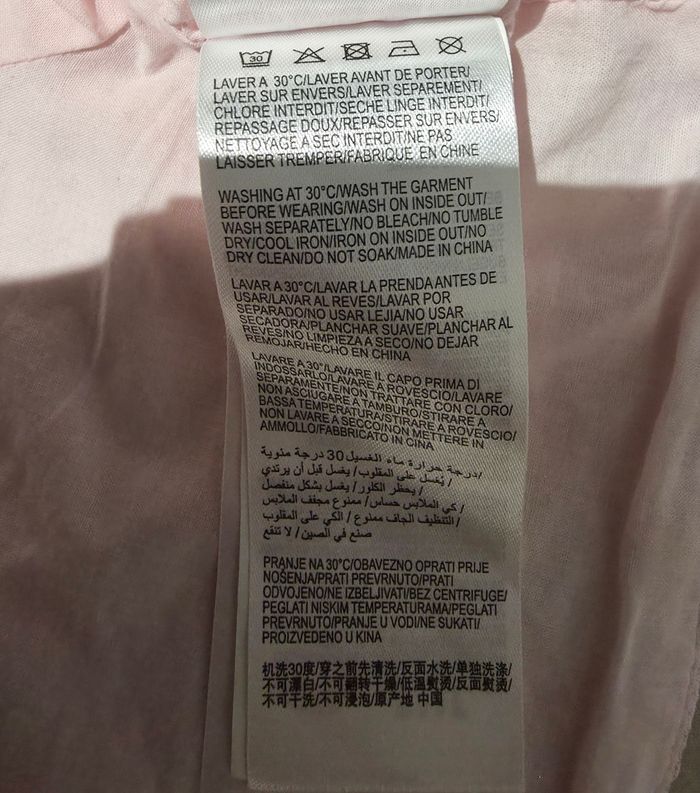 30
LAVER A 30°C/LAVER AVANT DE PORTER/
LAVER SUR ENVERS/LAVER SEPAREMENT/
CHLORE INTERDIT/SECHE LINGE INTERDIT/
REPASSAGE DOUX/REPASSER SUR ENVERS/
NETTOYAGE A SEC INTERDIT/NE PAS
LAISSER TREMPER/FABRIQUE EN CHINE
WASHING AT 30°C/WASH THE GARMENT
BEFORE WEARING/WASH ON INSIDE OUT/
WASH SEPARATELY/NO BLEACH/NO TUMBLE
DRY/COOL IRON/IRON ON INSIDE OUT/NO
DRY CLEAN/DO NOT SOAK/MADE IN CHINA
LAVAR A 30°C/LAVAR LA PRENDA ANTES DE
USAR/LAVAR AL REVES/LAVAR POR
SEPARADO/NO USAR LEJIA/NO USAR
SECADORA/PLANCHAR SUAVE/PLANCHAR AL
REVES/NO LIMPIEZA A SECO/NO DEJAR
REMOJAR/HECHO EN CHINA
LAVARE A 30°/LAVARE IL CAPO PRIMA DI
INDOSSARLO/LAVARE A ROVESCIO/LAVARE
SEPARAMENTE/NON TRATTARE CON CLORO/
NON ASCIUGARE A TAMBURO/STIRARE A
BASSA TEMPERATURA/STIRARE A ROVESCIO/
NON LAVARE A SECCO/NON METTERE IN
AMMOLLO/FABBRICATO IN CINA
درجة حرارة ماء الغسيل 30 درجة مئوية/
يُغسل على المقلوب/ يغسل قبل أن يرتدي/
يحظر الكلور/ يغسل بشكل منفصل/
كي الملابس حساس/ ممنوع مجفف الملابس/
التنظيف الجاف ممنوع/ الكي على المقلوب/
صنع في الصين/ لا تنقع
PRANJE NA 30°C/OBAVEZNO OPRATI PRIJE
NOŠENJA/PRATI PREVRNUTO/PRATI
ODVOJENO/NE IZBELJIVATI/BEZ CENTRIFUGE/
PEGLATI NISKIM TEMPERATURAMA/PEGLATI
PREVRNUTO/PRANJE U VODI/NE SUKATI/
PROIZVEDENO U KINA
机洗30度/穿之前先清洗/反面水洗/单独洗涤/
不可漂白/不可翻转干燥/低温熨烫/反面熨烫/
不可干洗/不可浸泡/原产地 中国